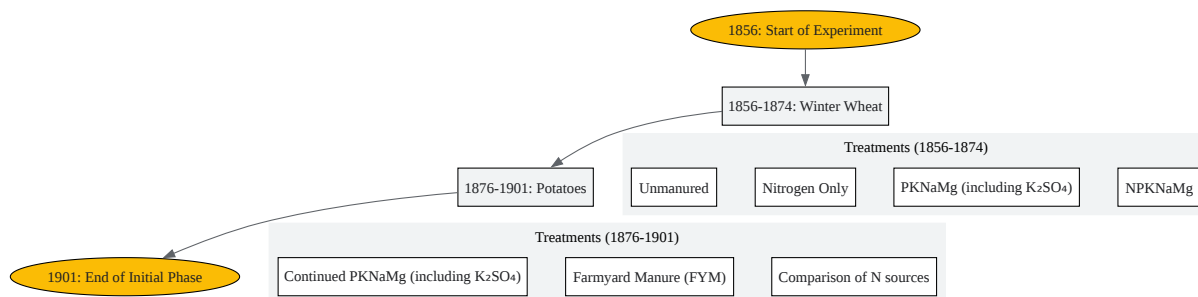 1856: Start of Experiment
1856-1874: Winter Wheat
Treatments (1856-1874)
Unmanured
Nitrogen Only
PKNaMg (including K₂SO₄)
NPKNaMg
1876-1901: Potatoes
Treatments (1876-1901)
Continued PKNaMg (including K₂SO₄)
Farmyard Manure (FYM)
Comparison of N sources
1901: End of Initial Phase